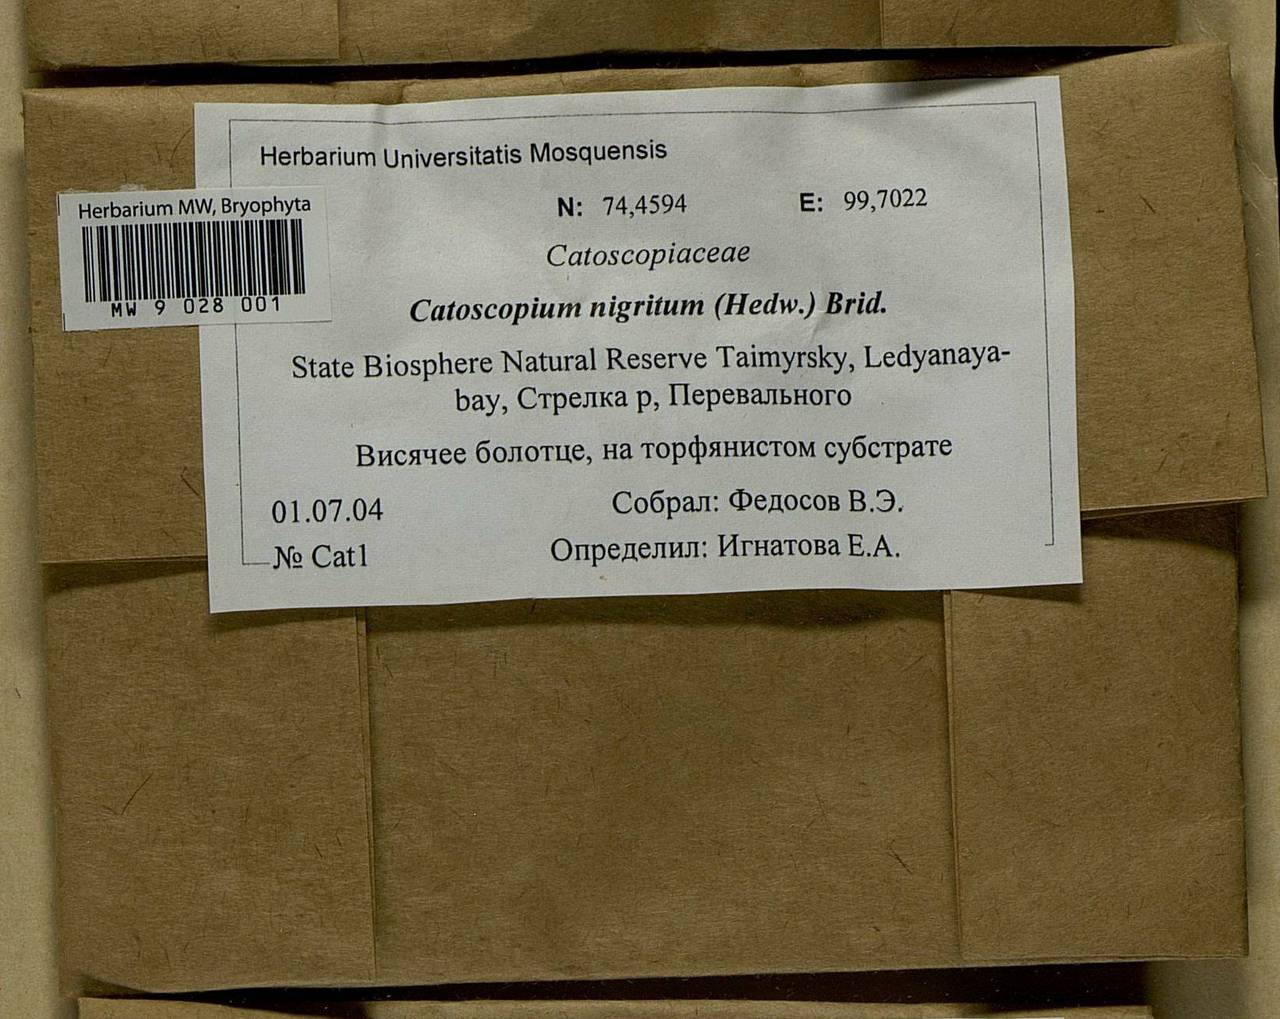 Herbarium Universitatis Mosquensis
Herbarium MW, Bryophyta
MW 9 028 001
N: 74,4594 E: 99,7022
Catoscopiaceae
Catoscopium nigritum (Hedw.) Brid.
State Biosphere Natural Reserve Taimyrsky, Ledyanaya-
bay, Стрелка р, Перевального
Висячее болотце, на торфянистом субстрате
01.07.04 Собрал: Федосов В.Э.
№ Cat1 Определил: Игнатова Е.А.